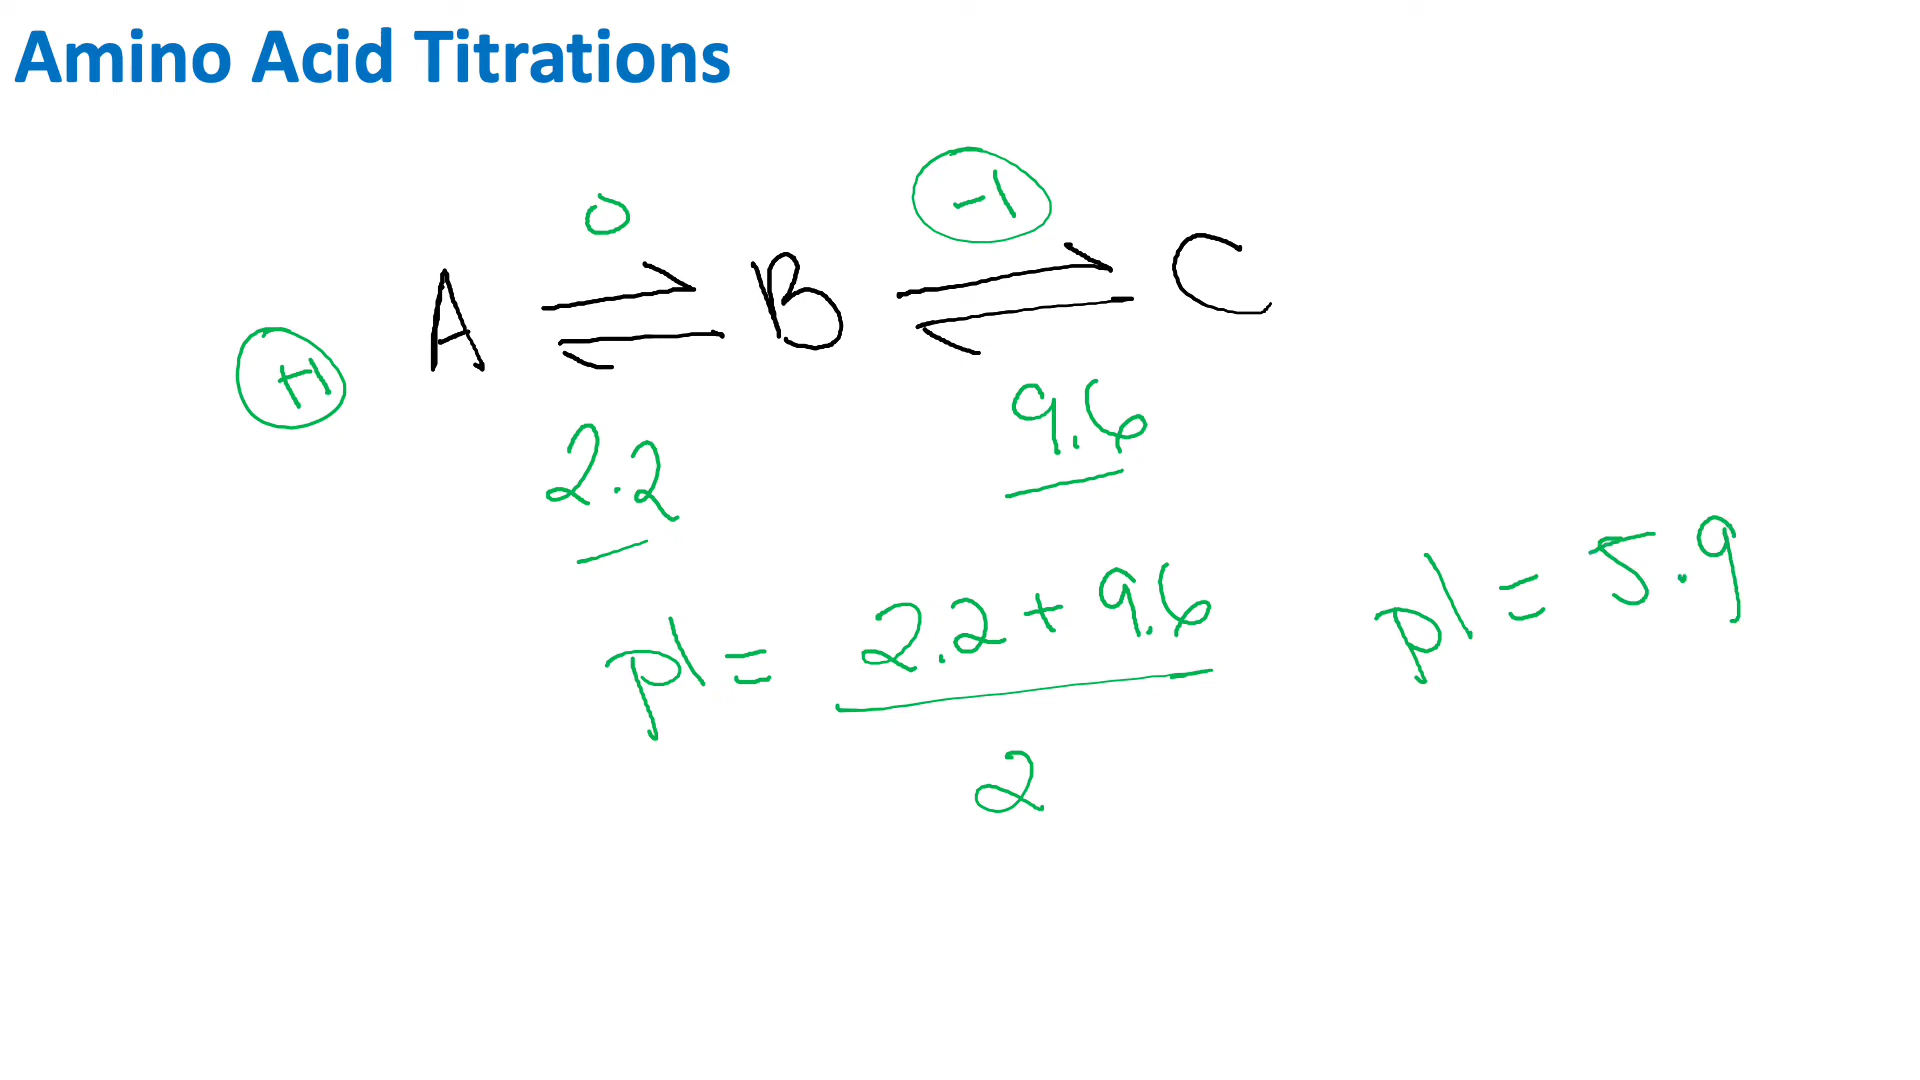 Amino Acid Titrations
0 -1
A ⇌ B ⇌ C
+1
2.2 9.6
pI = 2.2 + 9.6 / 2
pI = 5.9